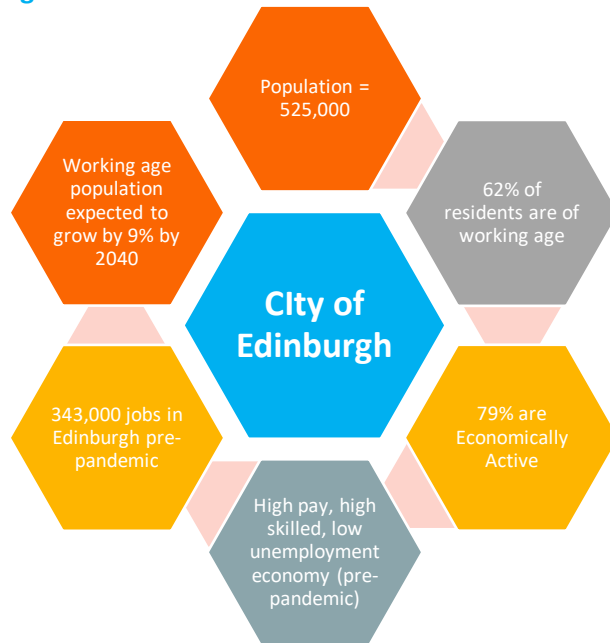 Population =
525,000
62% of
residents are of
working age
79% are
Economically
Active
High pay, high
skilled, low
unemployment
economy (pre-
pandemic)
343,000 jobs in
Edinburgh pre-
pandemic
Working age
population
expected to
grow by 9% by
2040
CIty of
Edinburgh